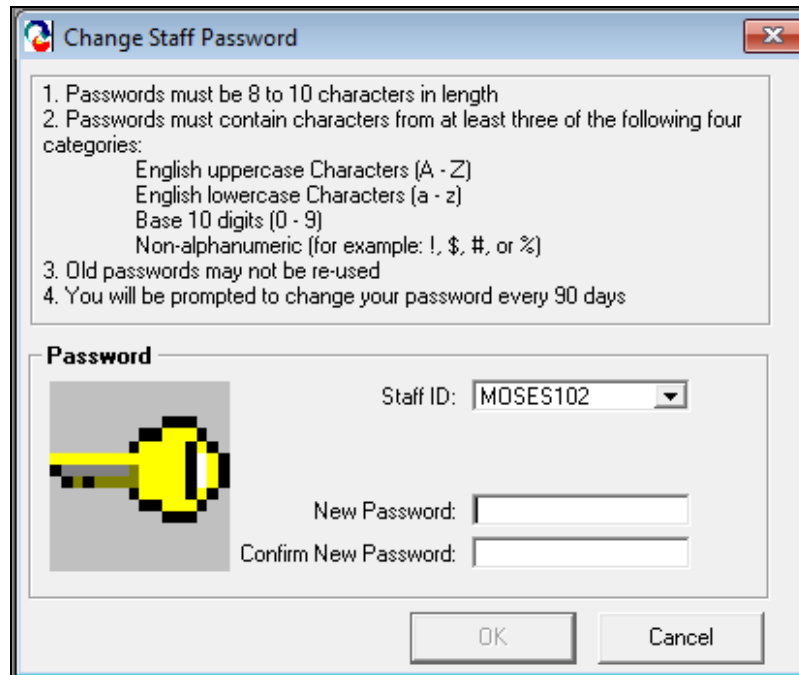 Change Staff Password
1. Passwords must be 8 to 10 characters in length
2. Passwords must contain characters from at least three of the following four
categories:
English uppercase Characters (A - Z)
English lowercase Characters (a - z)
Base 10 digits (0 - 9)
Non-alphanumeric (for example: !, $, #, or %)
3. Old passwords may not be re-used
4. You will be prompted to change your password every 90 days
Password
Staff ID: MOSES102
New Password:
Confirm New Password:
OK Cancel